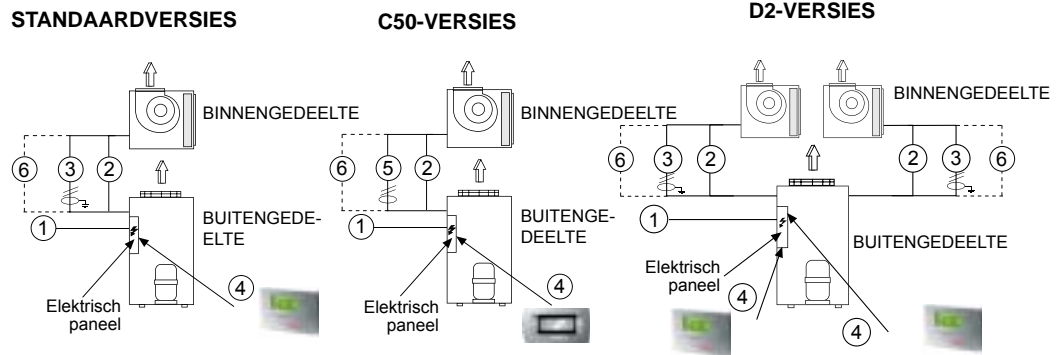 STANDAARDVERSIES
BINNENGEDEELTE
6
3
2
1
BUITENGEDE-
ELTE
Elektrisch
paneel
4
C50-VERSIES
BINNENGEDEELTE
6
5
2
1
BUITENGE-
DEELTE
Elektrisch
paneel
4
D2-VERSIES
BINNENGEDEELTE
6
3
2
2
3
6
1
BUITENGEDEELTE
Elektrisch
paneel
4
4